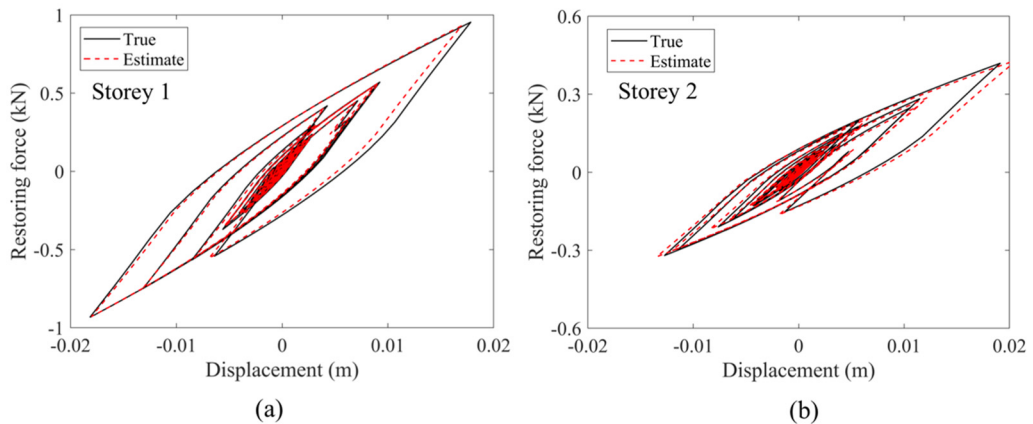 1
0.5
0
-0.5
-1
-0.02
-0.01
0
0.01
0.02
Restoring force (kN)
Displacement (m)
True
Estimate
Storey 1
(a)
0.6
0.3
0
-0.3
-0.6
-0.02
-0.01
0
0.01
0.02
Restoring force (kN)
Displacement (m)
True
Estimate
Storey 2
(b)